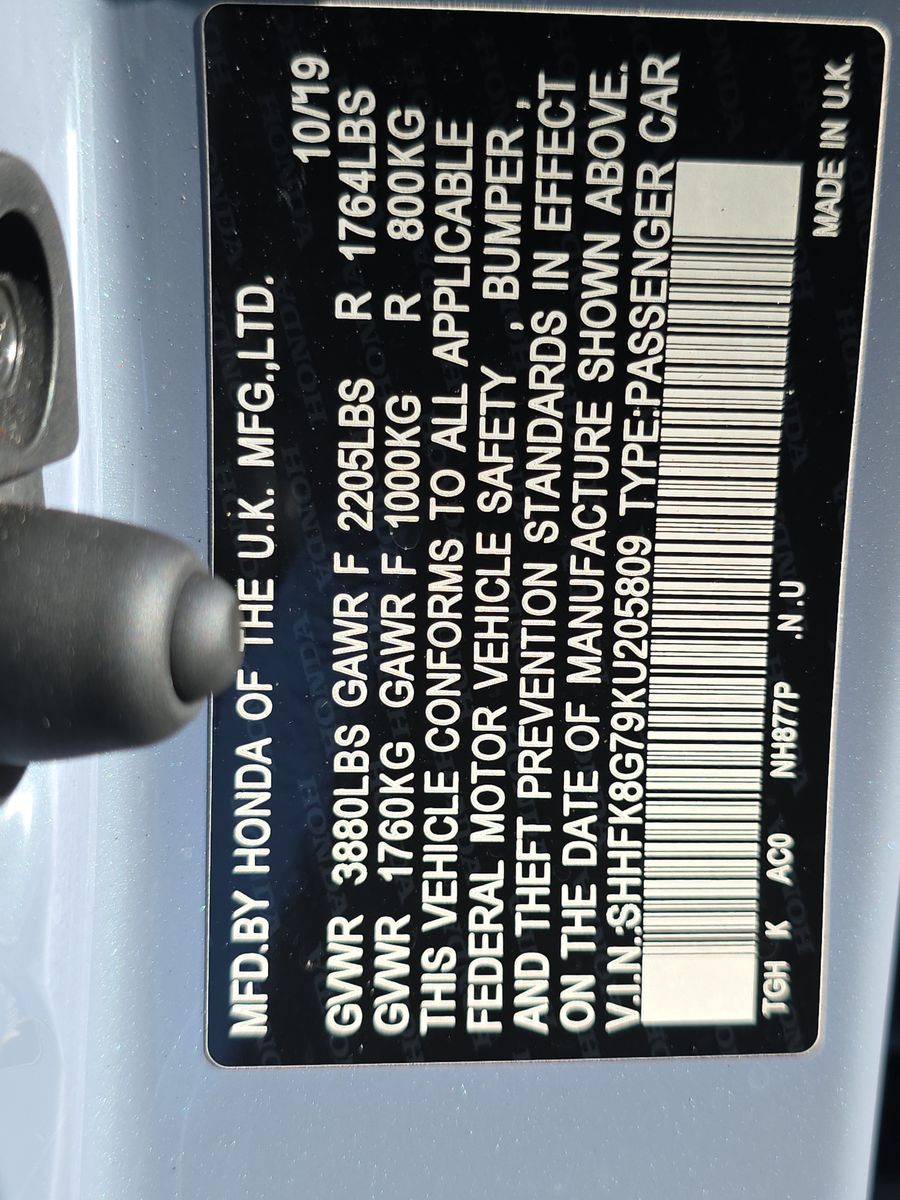 MFD.BY HONDA OF THE U.K. MFG.,LTD.
10/19
GVWR 3880LBS GAWR F 2205LBS R 1764LBS
GVWR 1760KG GAWR F 1000KG R 800KG
THIS VEHICLE CONFORMS TO ALL APPLICABLE
FEDERAL MOTOR VEHICLE SAFETY , BUMPER ,
AND THEFT PREVENTION STANDARDS IN EFFECT
ON THE DATE OF MANUFACTURE SHOWN ABOVE.
V.I.N.:SHHFK8G79KU205809 TYPE:PASSENGER CAR
TGH K AC0 NH877P .N.U
MADE IN U.K.